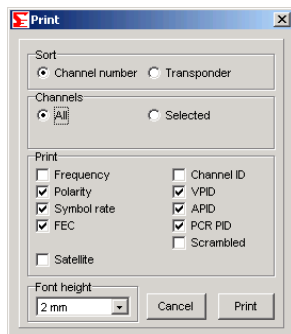 Print
Sort
Channel number Transponder
Channels
All Selected
Print
Frequency Channel ID
Polarity VPID
Symbol rate APID
FEC PCR PID
Scrambled
Satellite
Font height
2 mm Cancel Print